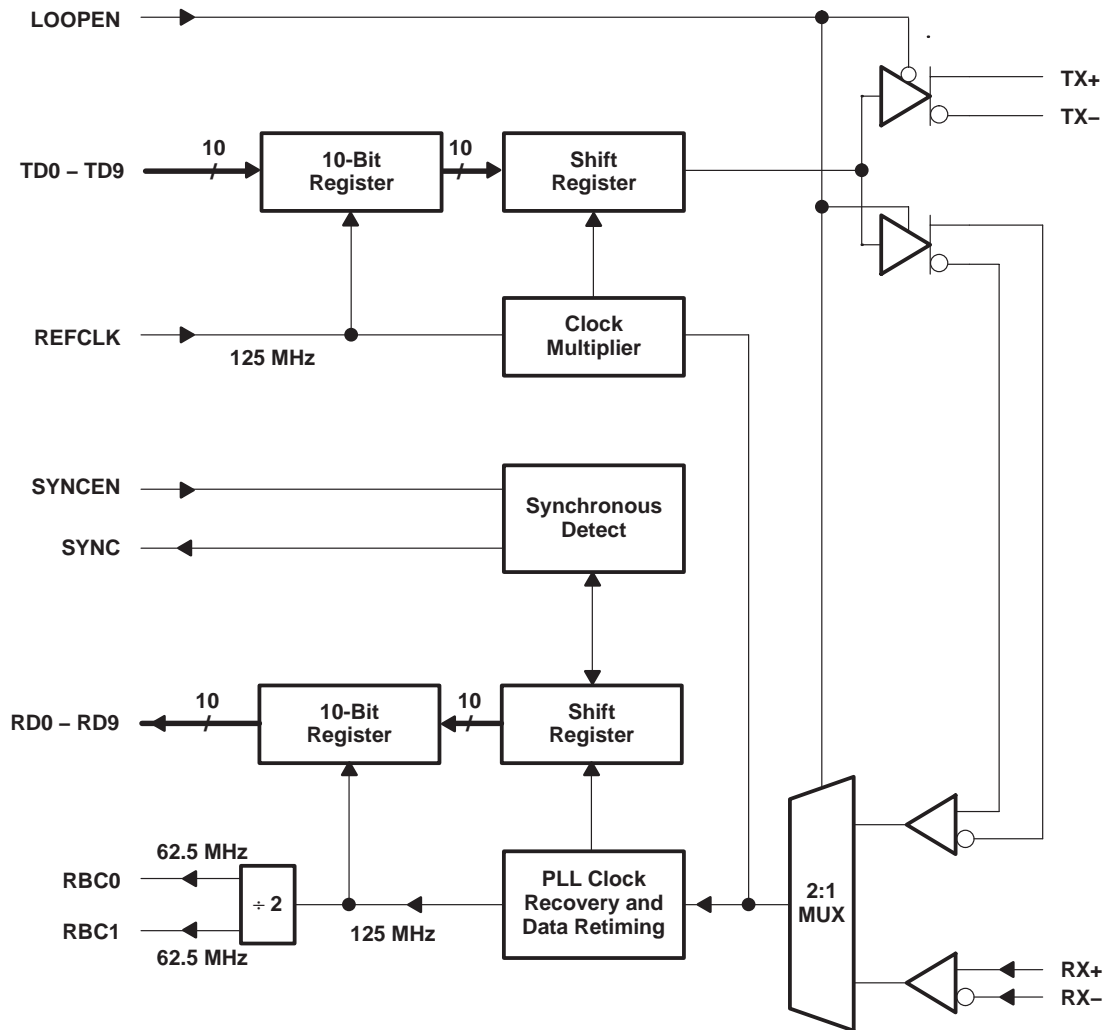 LOOPEN
TX+
TX–
TD0 – TD9
10
10-Bit
Register
10
Shift
Register
REFCLK
125 MHz
Clock
Multiplier
SYNCEN
SYNC
Synchronous
Detect
RD0 – RD9
10
10-Bit
Register
10
Shift
Register
RBC0
62.5 MHz
RBC1
62.5 MHz
÷ 2
125 MHz
PLL Clock
Recovery and
Data Retiming
2:1
MUX
RX+
RX–